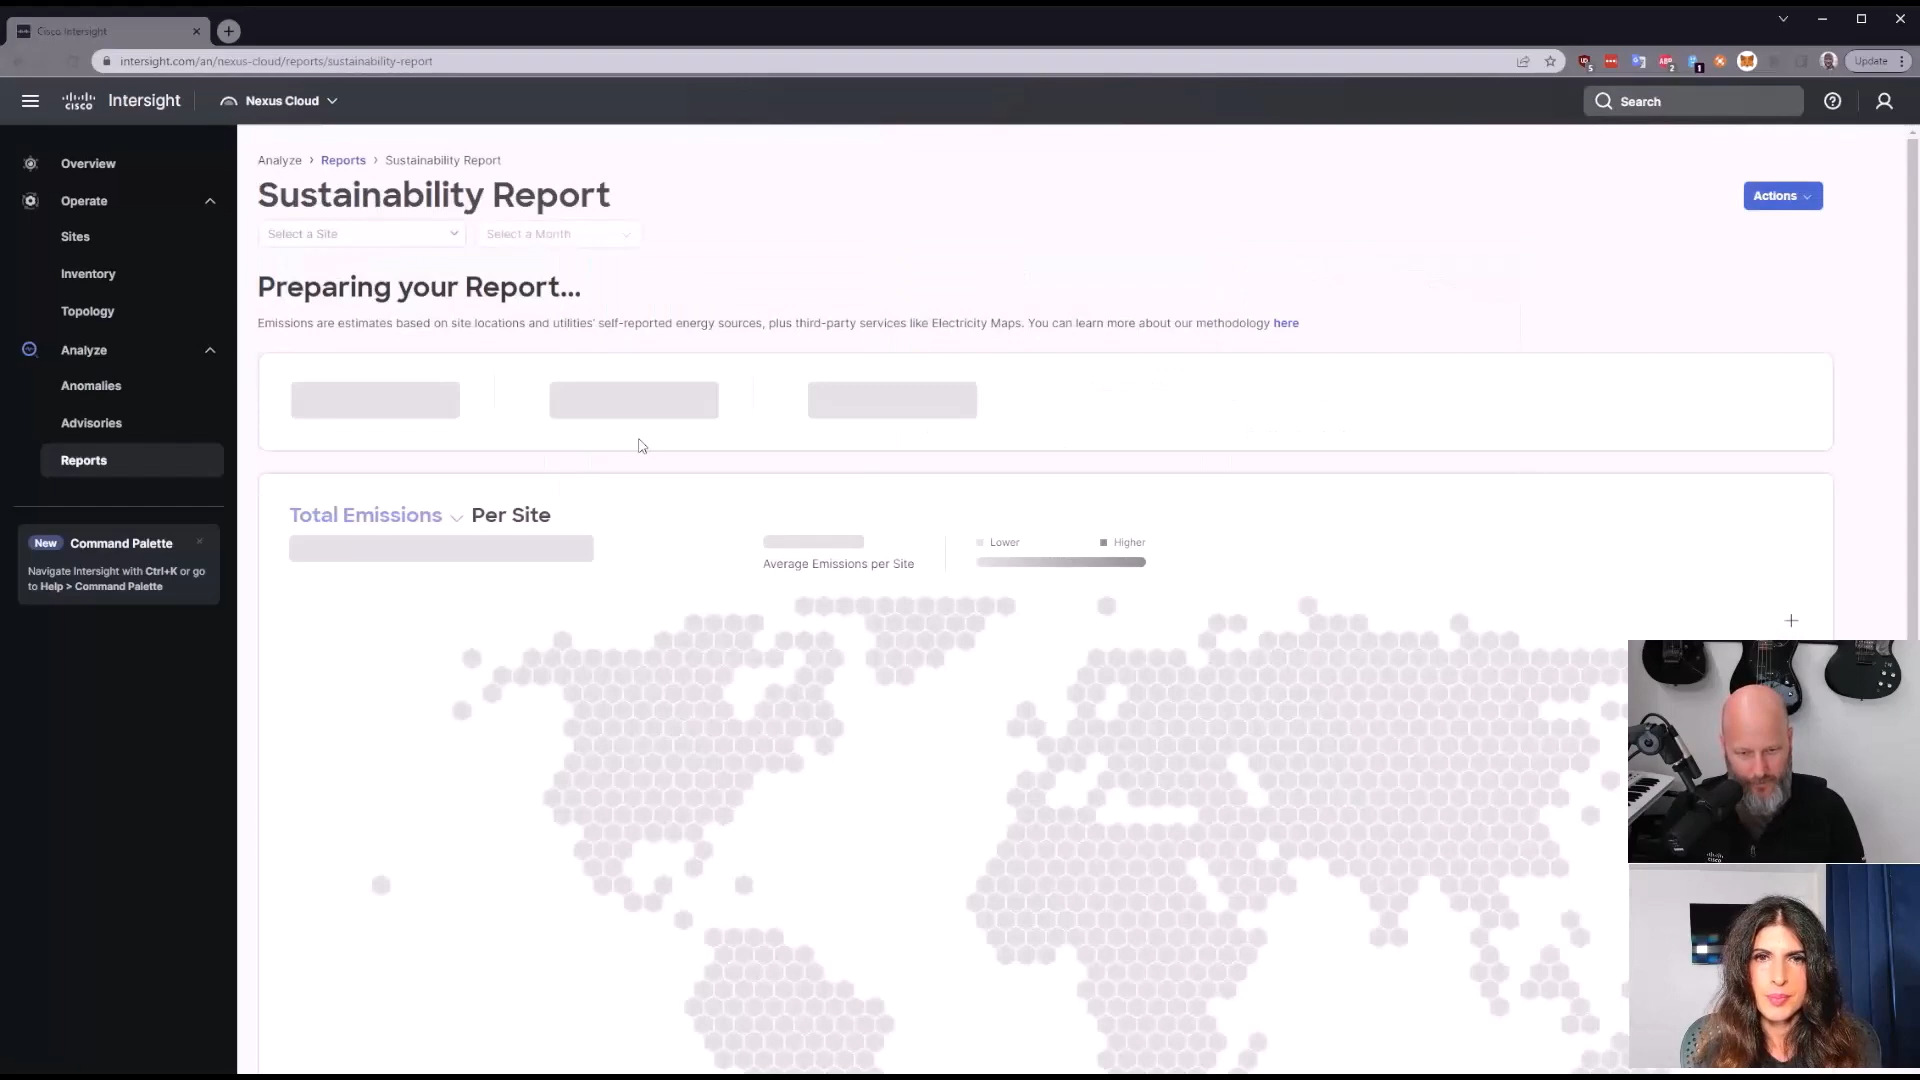 Cisco Intersight
intersight.com/an/nexus-cloud/reports/sustainability-report
Update
cisco
Intersight
Nexus Cloud
Search
Overview
Operate
Sites
Inventory
Topology
Analyze
Anomalies
Advisories
Reports
New Command Palette
Navigate Intersight with Ctrl+K or go
to Help > Command Palette
Analyze > Reports > Sustainability Report
Sustainability Report
Actions
Select a Site
Select a Month
Preparing your Report...
Emissions are estimates based on site locations and utilities' self-reported energy sources, plus third-party services like Electricity Maps. You can learn more about our methodology here
Total Emissions Per Site
Average Emissions per Site
Lower
Higher